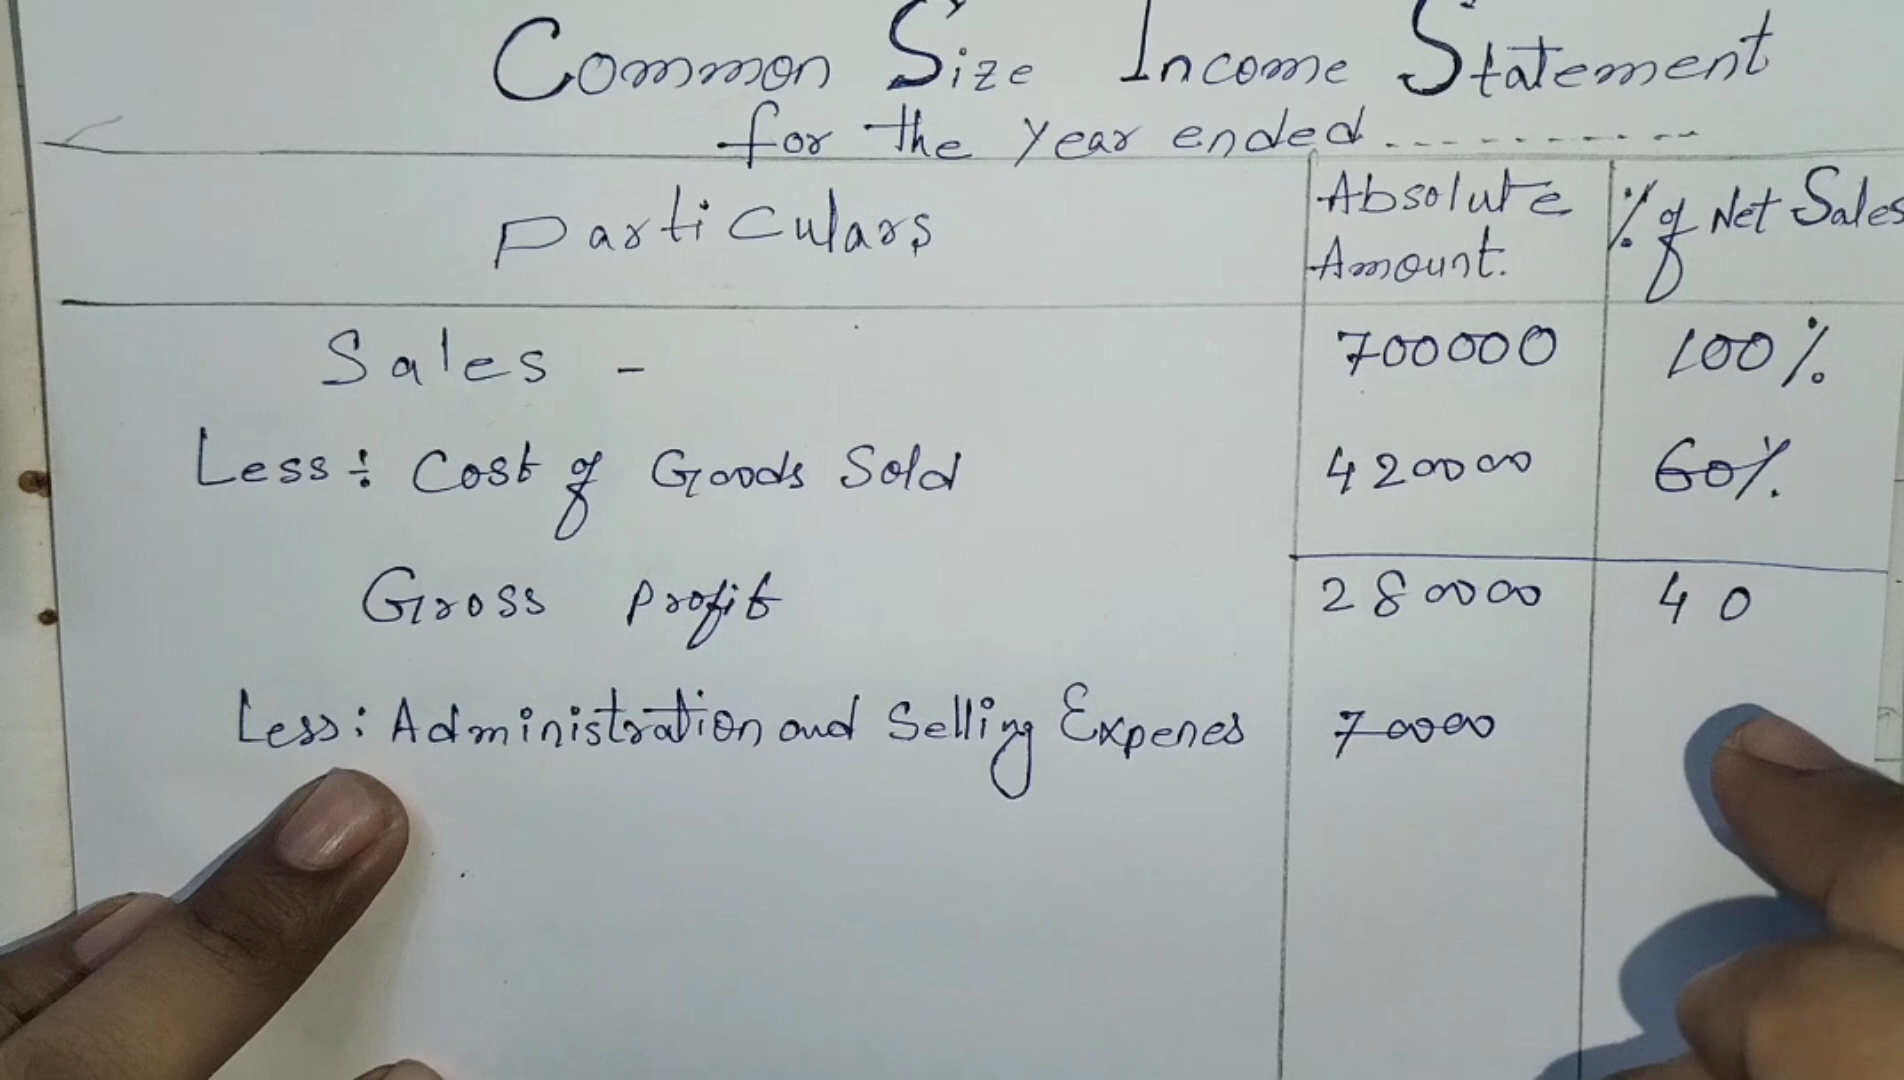 Common Size Income Statement
for the year ended ............
Particulars
Absolute Amount.
% of Net Sales
Sales - 700000 100%
Less: Cost of Goods Sold 420000 60%
Gross profit 280000 40
Less: Administration and Selling Expenes 70000